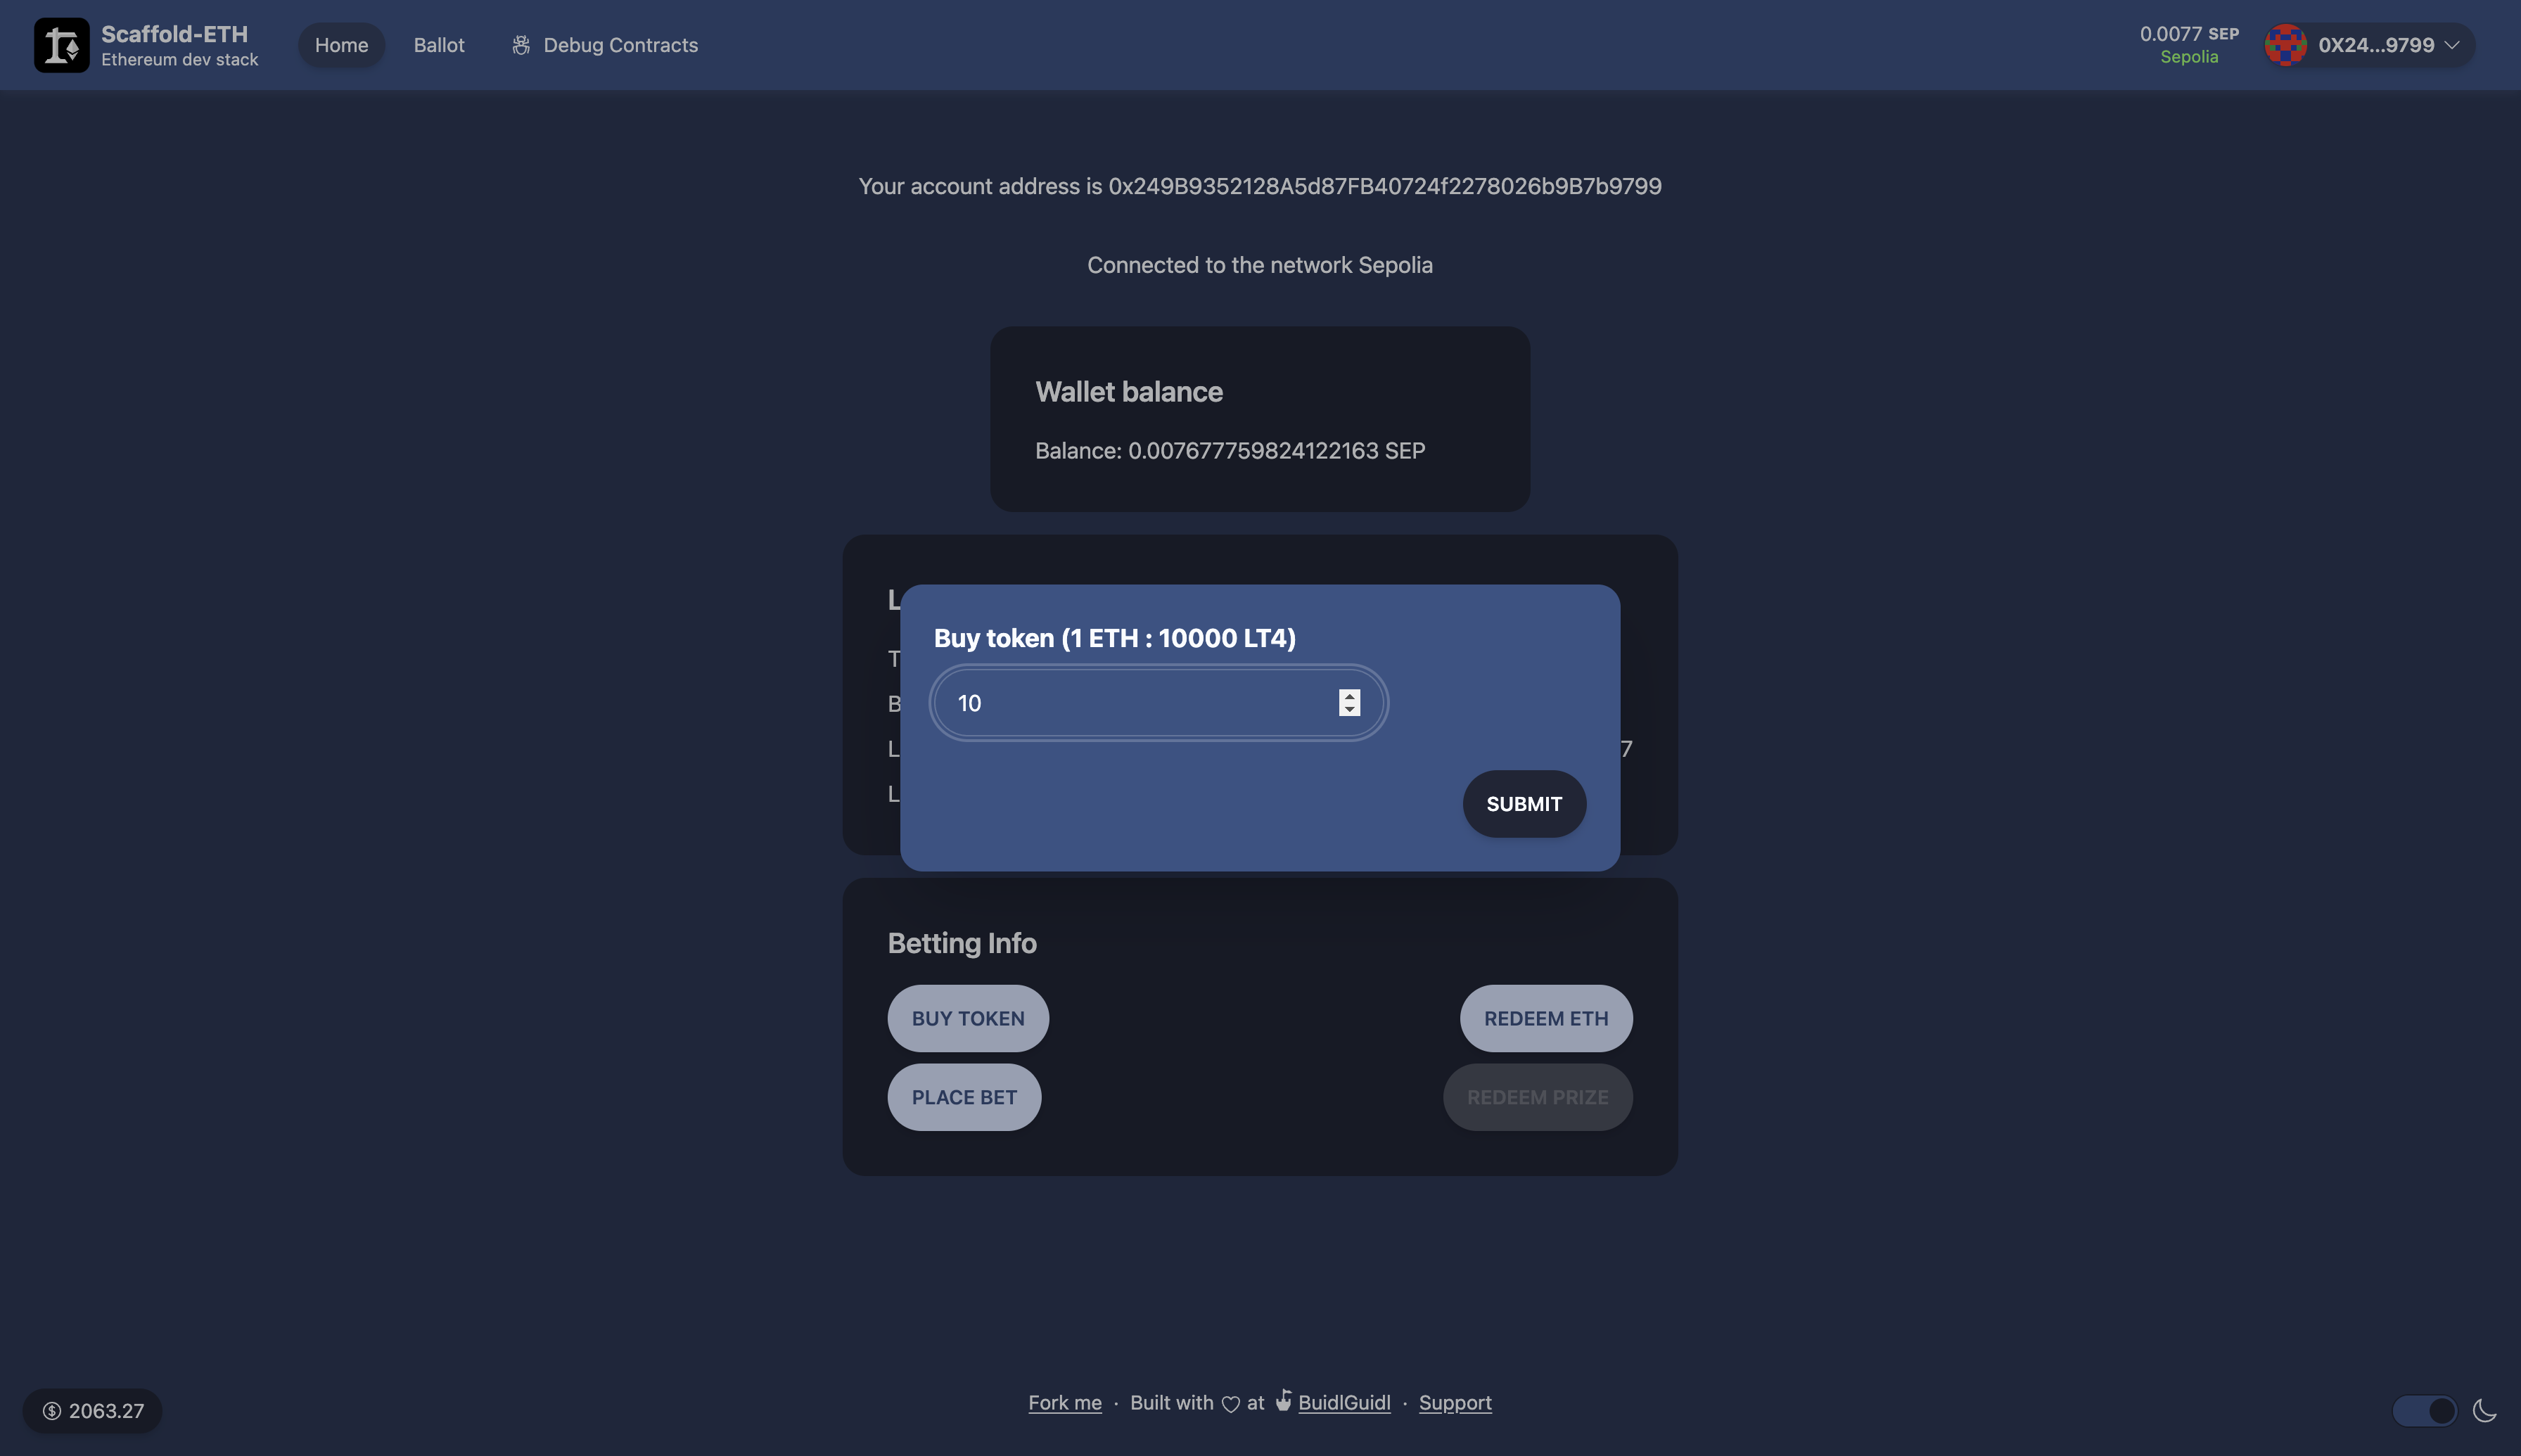 Scaffold-ETH
Ethereum dev stack
Home
Ballot
Debug Contracts
0.0077 SEP
Sepolia
0X24...9799
Your account address is 0x249B9352128A5d87FB40724f2278026b9B7b9799
Connected to the network Sepolia
Wallet balance
Balance: 0.007677759824122163 SEP
L
Buy token (1 ETH : 10000 LT4)
T
B
10
L
7
L
SUBMIT
Betting Info
BUY TOKEN
REDEEM ETH
PLACE BET
REDEEM PRIZE
Fork me · Built with at BuidlGuidl · Support
2063.27